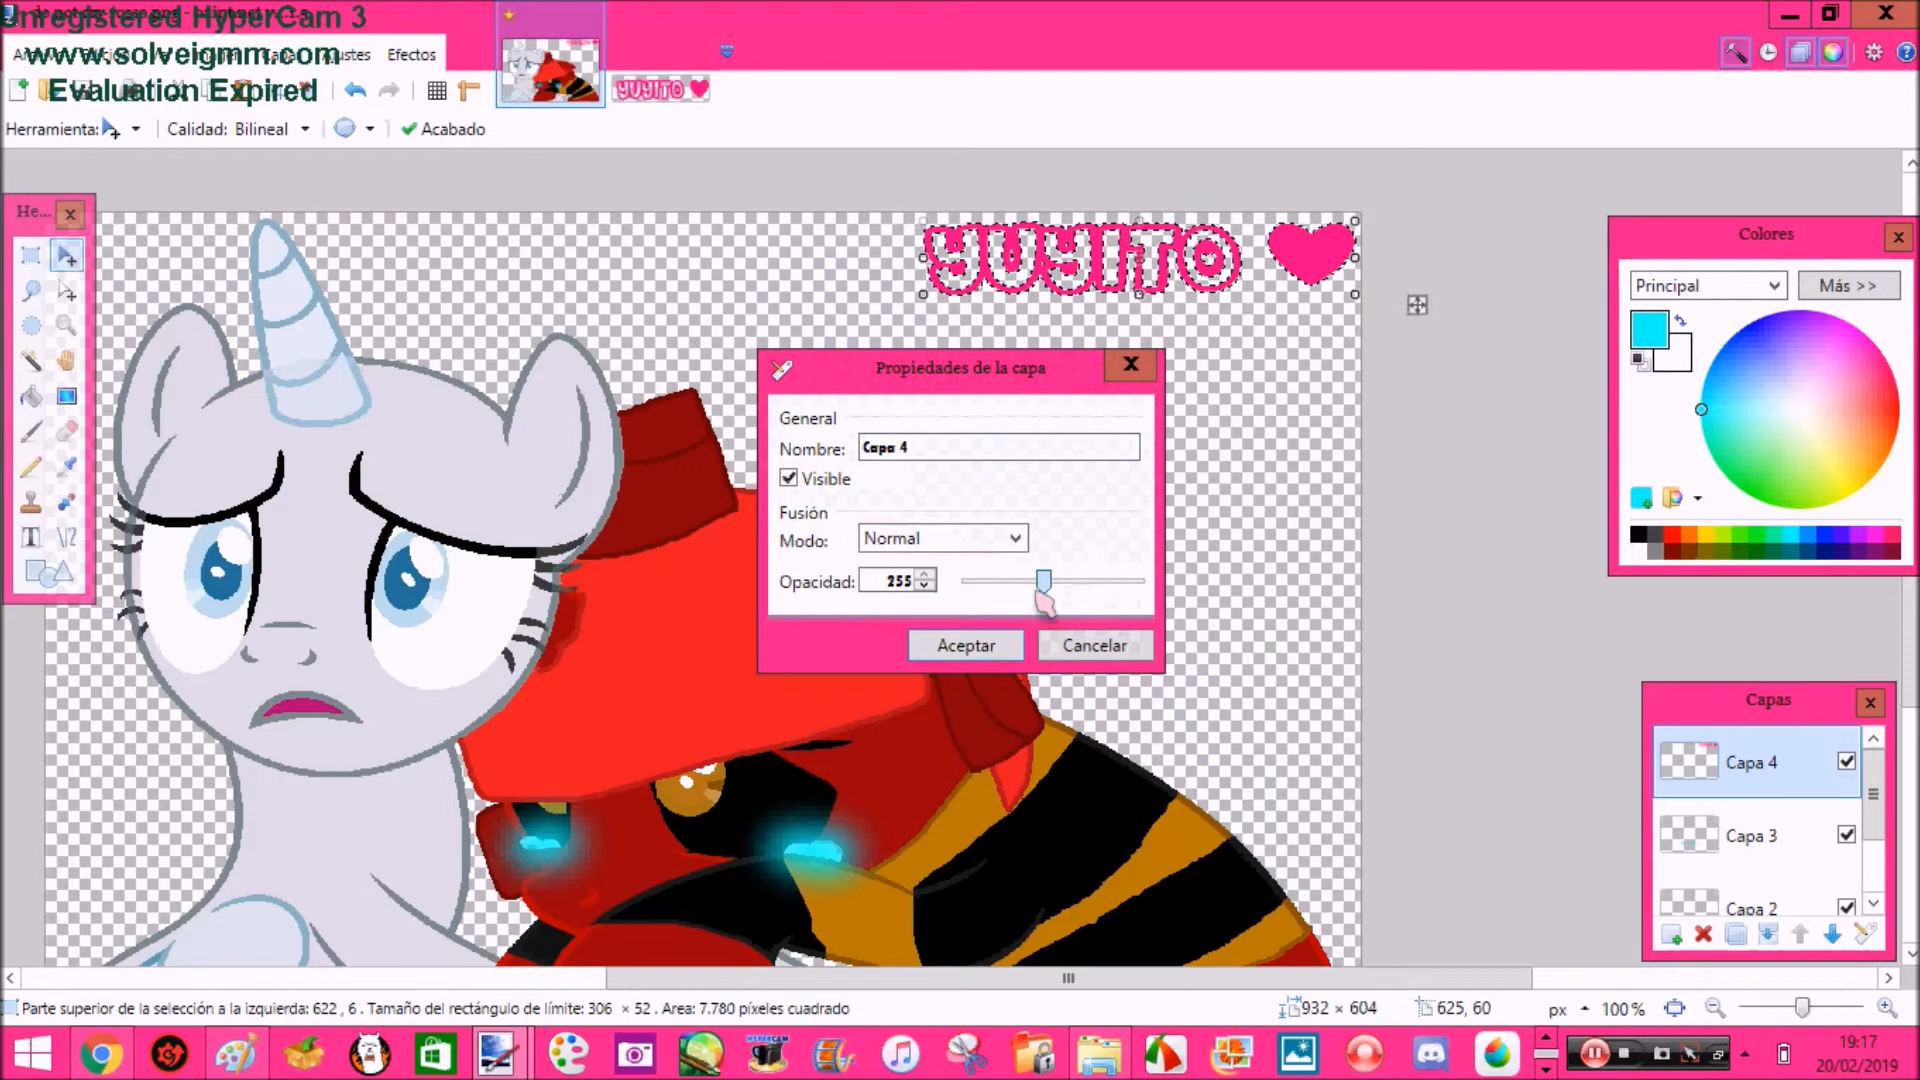 Unregistered HyperCam 3
www.solveigmm.com
Evaluation Expired
Ajustes
Efectos
YUYITO
Herramienta:
Calidad: Bilineal
Acabado
He...
YUYITO
Colores
Principal
Más >>
Propiedades de la capa
General
Nombre: Capa 4
Visible
Fusión
Modo: Normal
Opacidad: 255
Aceptar
Cancelar
Capas
Capa 4
Capa 3
Capa 2
Parte superior de la selección a la izquierda: 622 , 6 . Tamaño del rectángulo de límite: 306 × 52 . Area: 7.780 píxeles cuadrado
932 × 604
625, 60
px
100 %
HYPERCAM
19:17
20/02/2019